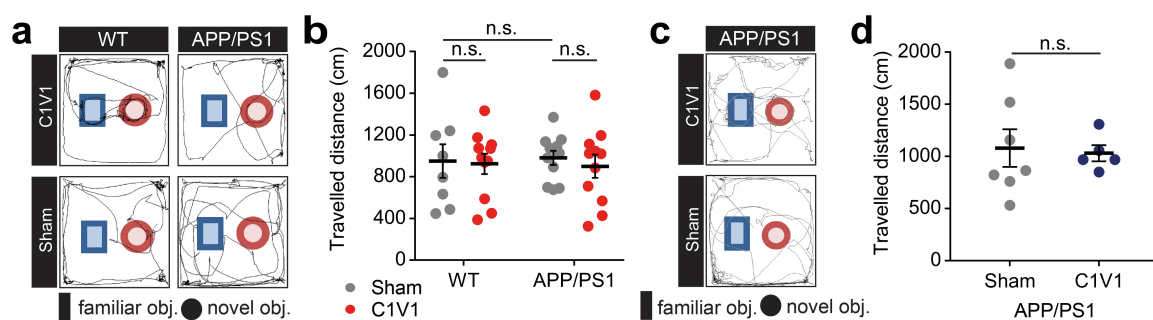 a
WT APP/PS1
C1V1
Sham
familiar obj. novel obj.
b
n.s.
n.s. n.s.
Travelled distance (cm)
2000
1600
1200
800
400
0
WT APP/PS1
Sham
C1V1
c
APP/PS1
C1V1
Sham
familiar obj. novel obj.
d
n.s.
Travelled distance (cm)
2000
1500
1000
500
0
Sham C1V1
APP/PS1